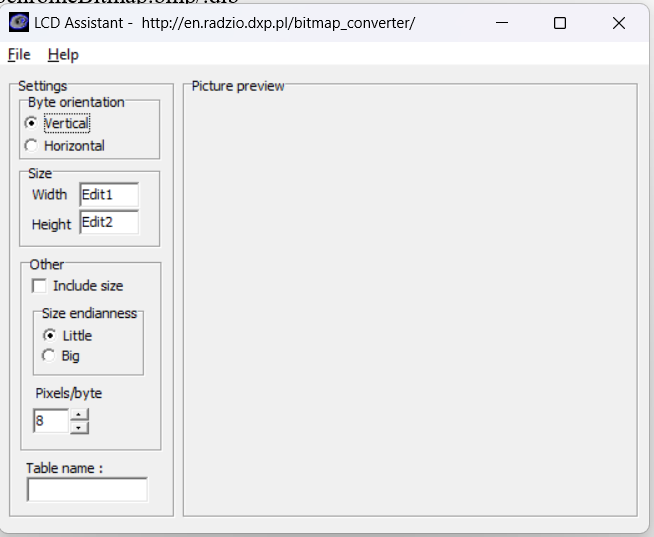 LCD Assistant - http://en.radzio.dxp.pl/bitmap_converter/
File Help
Settings
Byte orientation
Vertical
Horizontal
Size
Width Edit1
Height Edit2
Other
Include size
Size endianness
Little
Big
Pixels/byte
8
Table name :
Picture preview